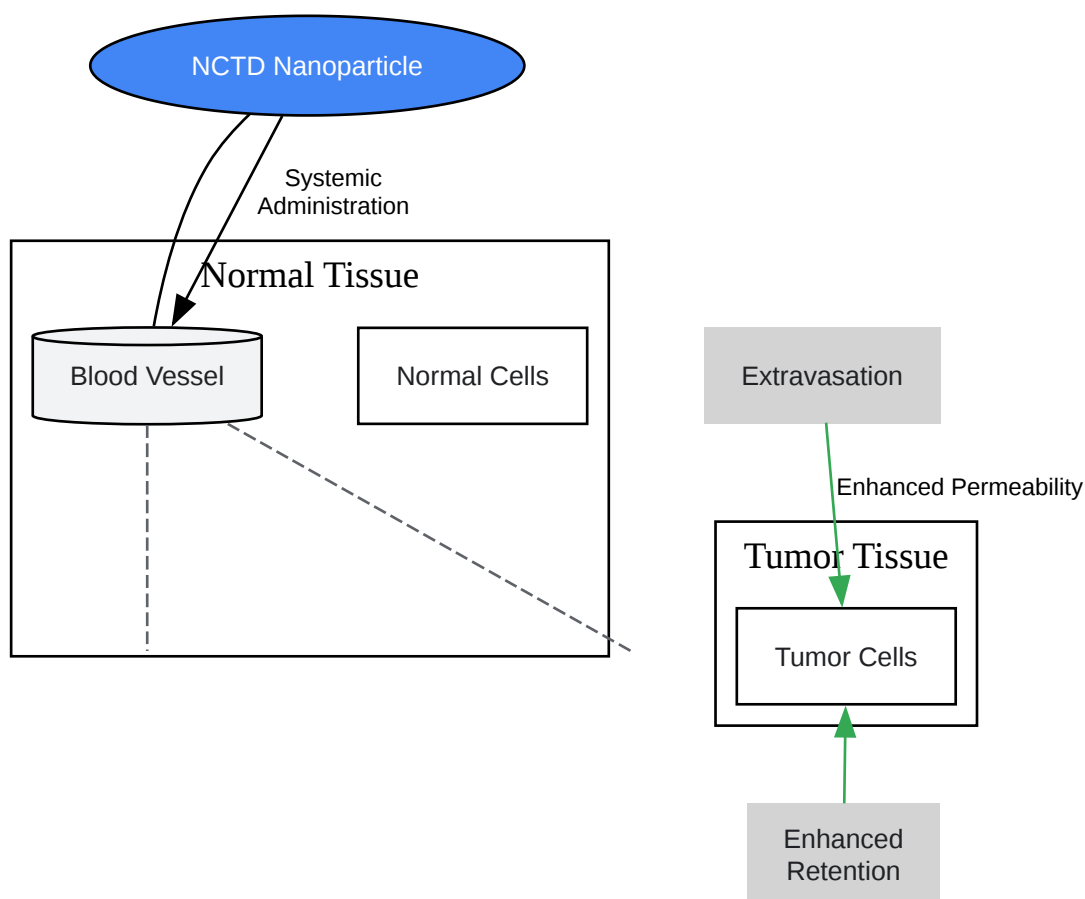 NCTD Nanoparticle
Systemic
Administration
Normal Tissue
Blood Vessel
Normal Cells
Extravasation
Enhanced Permeability
Tumor Tissue
Tumor Cells
Enhanced
Retention